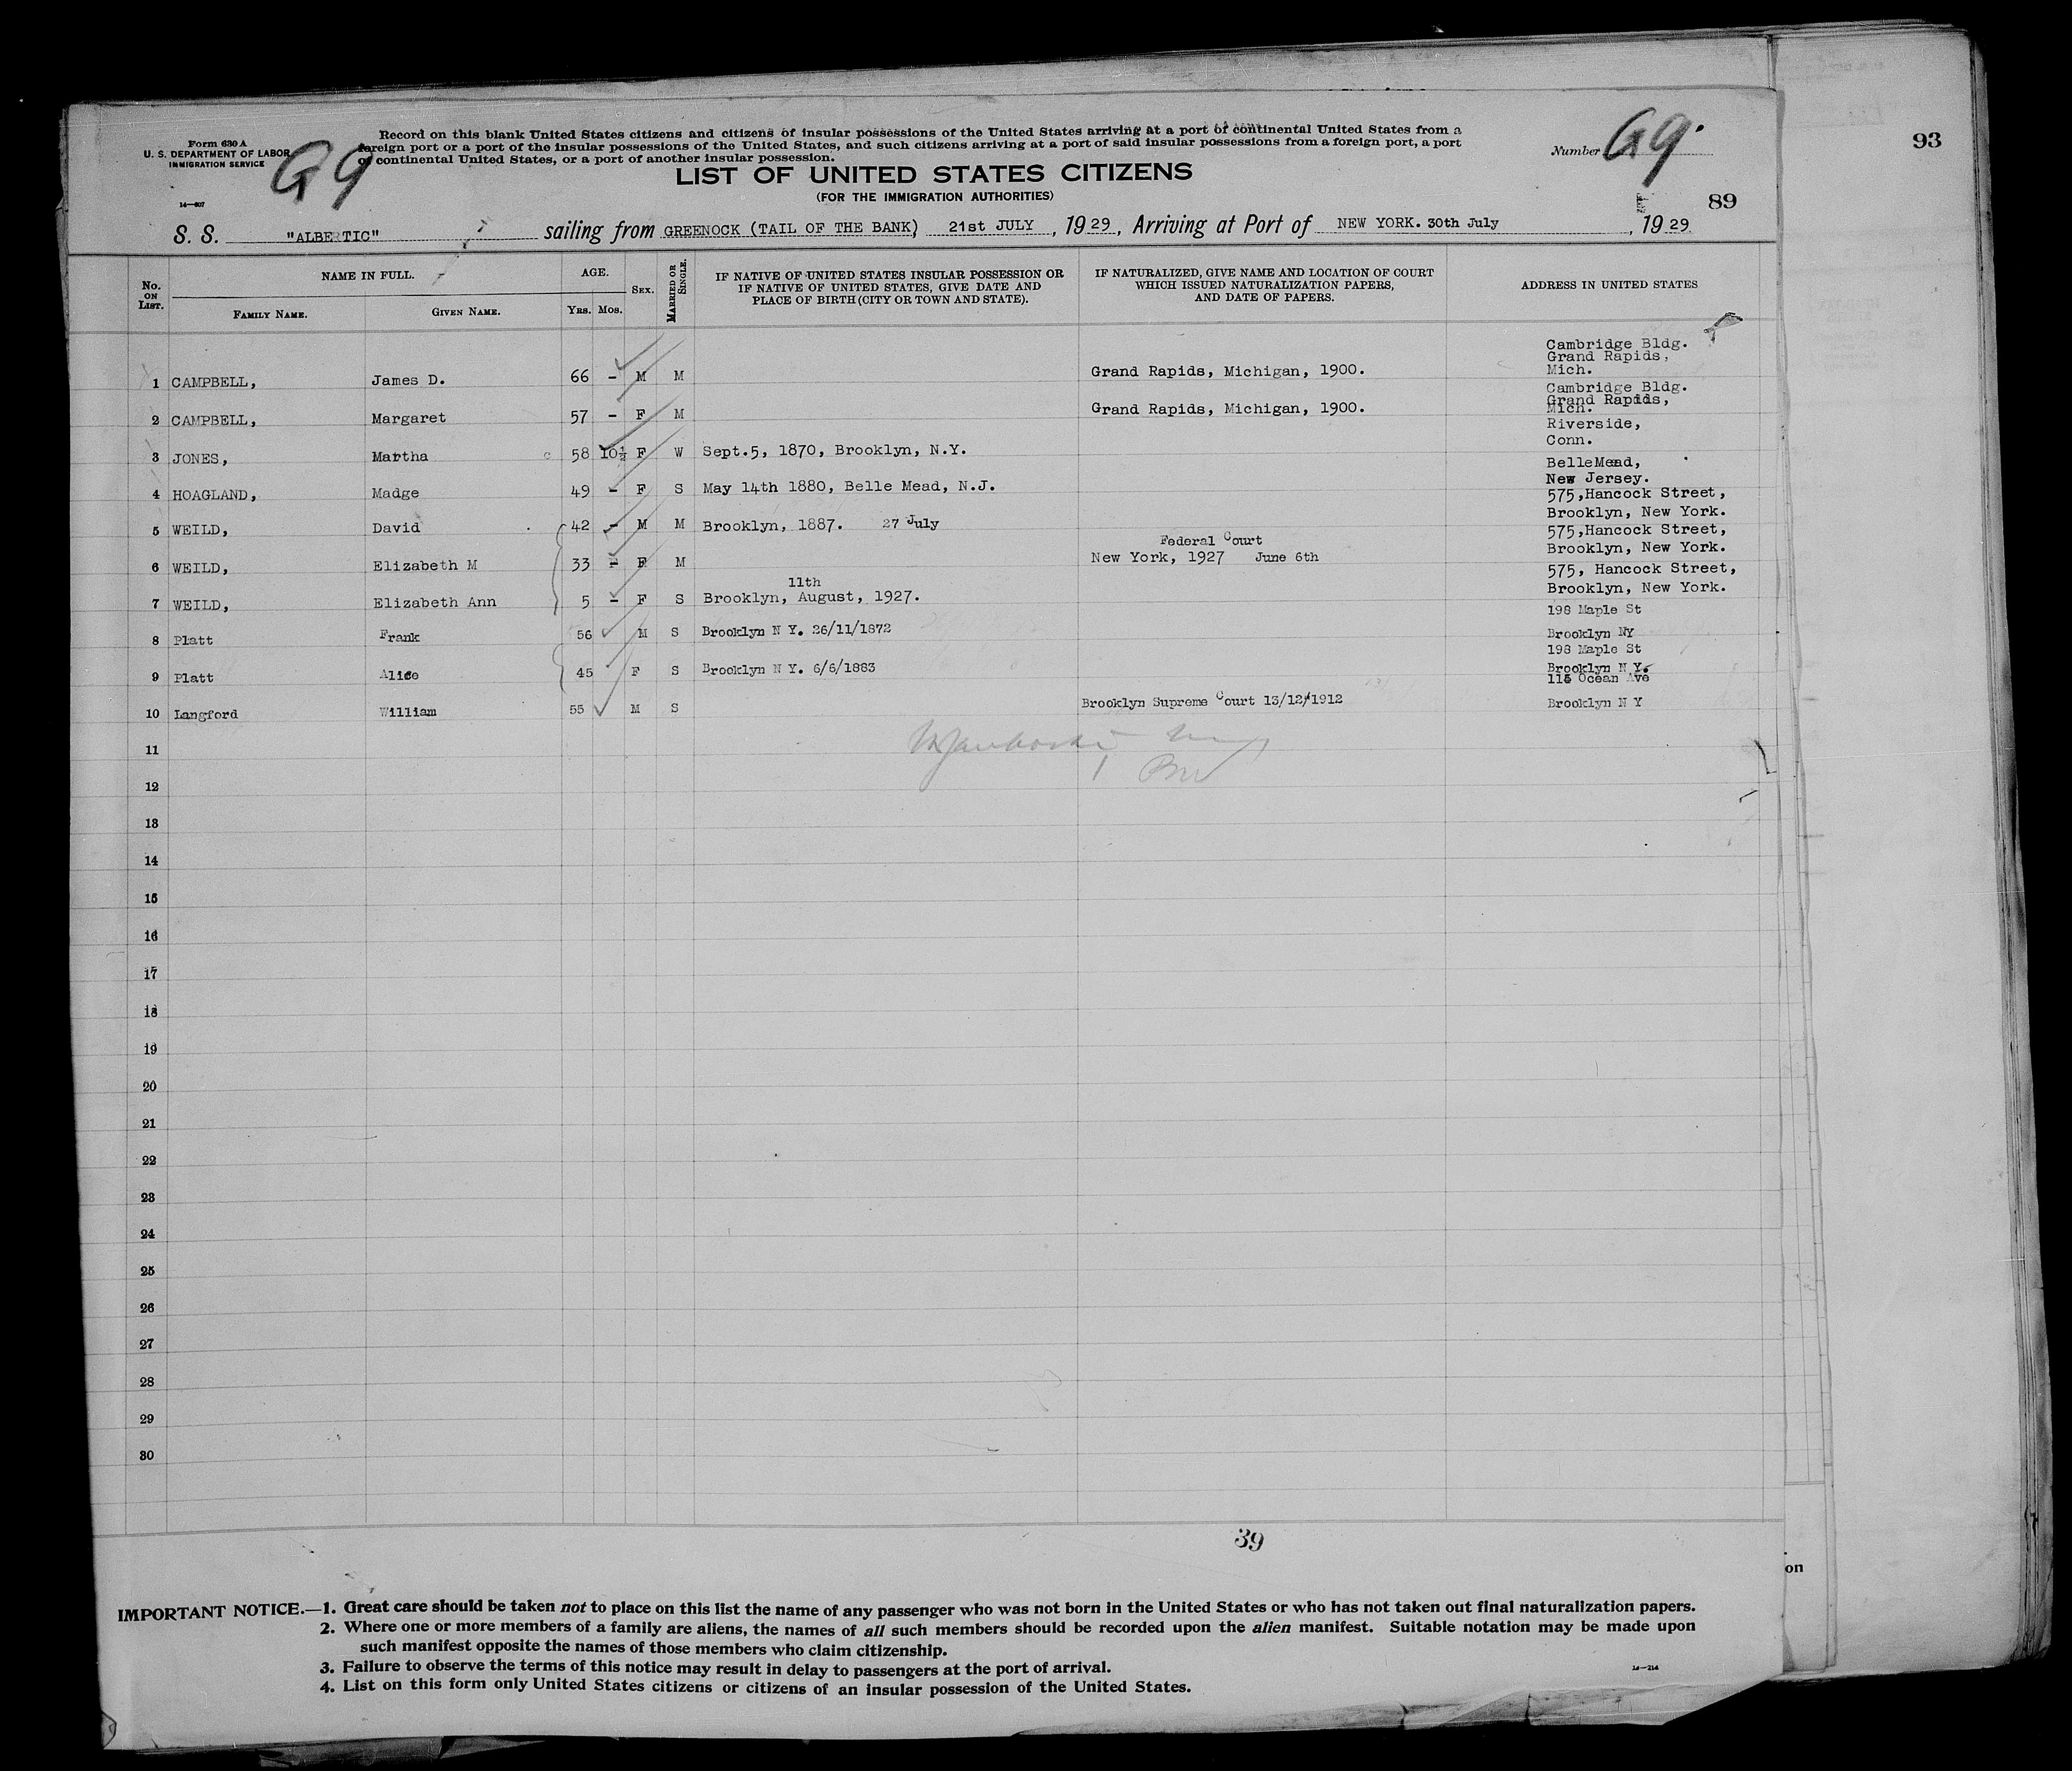 Form 630 A
U. S. DEPARTMENT OF LABOR
IMMIGRATION SERVICE
14—607
G9
Record on this blank United States citizens and citizens of insular possessions of the United States arriving at a port of continental United States from a
foreign port or a port of the insular possessions of the United States, and such citizens arriving at a port of said insular possessions from a foreign port, a port
of continental United States, or a port of another insular possession.
LIST OF UNITED STATES CITIZENS
(FOR THE IMMIGRATION AUTHORITIES)
Number G9.
89
93
S. S. "ALBERTIC" sailing from GREENOCK (TAIL OF THE BANK) 21st JULY, 1929, Arriving at Port of NEW YORK. 30th July, 1929
No. ON LIST. NAME IN FULL. FAMILY NAME. GIVEN NAME. AGE. YRS. MOS. SEX. MARRIED OR SINGLE.
IF NATIVE OF UNITED STATES INSULAR POSSESSION OR
IF NATIVE OF UNITED STATES, GIVE DATE AND
PLACE OF BIRTH (CITY OR TOWN AND STATE).
IF NATURALIZED, GIVE NAME AND LOCATION OF COURT
WHICH ISSUED NATURALIZATION PAPERS,
AND DATE OF PAPERS.
ADDRESS IN UNITED STATES
1 CAMPBELL, James D. 66 - M M Grand Rapids, Michigan, 1900. Cambridge Bldg. Grand Rapids, Mich.
2 CAMPBELL, Margaret 57 - F M Grand Rapids, Michigan, 1900. Cambridge Bldg. Grand Rapids, Mich.
3 JONES, Martha 58 10½ F W Sept.5, 1870, Brooklyn, N.Y. Riverside, Conn.
4 HOAGLAND, Madge 49 - F S May 14th 1880, Belle Mead, N.J. BelleMead, New Jersey.
5 WEILD, David 42 - M M Brooklyn, 1887. 27 July 575,Hancock Street, Brooklyn, New York.
6 WEILD, Elizabeth M 33 - F M Federal Court New York, 1927 June 6th 575,Hancock Street, Brooklyn, New York.
7 WEILD, Elizabeth Ann 5 - F S Brooklyn, 11th August, 1927. 575, Hancock Street, Brooklyn, New York.
8 Platt Frank 56 M S Brooklyn N Y. 26/11/1872 198 Maple St Brooklyn NY
9 Platt Alice 45 F S Brooklyn N Y. 6/6/1883 198 Maple St Brooklyn N Y.
10 Langford William 55 M S Brooklyn Supreme Court 13/12/1912 115 Ocean Ave Brooklyn N Y
11
12
13
14
15
16
17
18
19
20
21
22
23
24
25
26
27
28
29
30
39
on
IMPORTANT NOTICE.—1. Great care should be taken not to place on this list the name of any passenger who was not born in the United States or who has not taken out final naturalization papers.
2. Where one or more members of a family are aliens, the names of all such members should be recorded upon the alien manifest. Suitable notation may be made upon
such manifest opposite the names of those members who claim citizenship.
3. Failure to observe the terms of this notice may result in delay to passengers at the port of arrival.
4. List on this form only United States citizens or citizens of an insular possession of the United States.
14—214